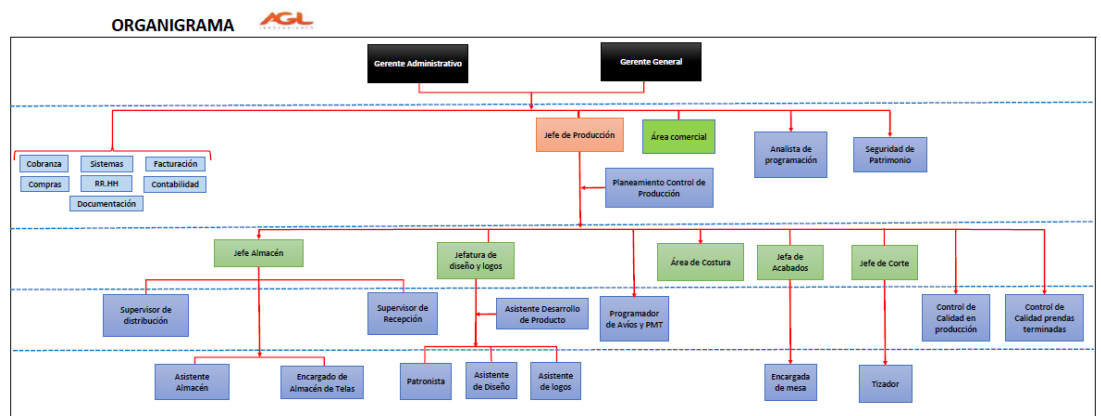 ORGANIGRAMA
AGL
Gerente Administrativo
Gerente General
Cobranza
Sistemas
Facturación
Compras
RR.HH
Contabilidad
Documentación
Jefe de Producción
Área comercial
Analista de
programación
Seguridad de
Patrimonio
Planeamiento Control de
Producción
Jefe Almacén
Jefatura de
diseño y logos
Área de Costura
Jefa de
Acabados
Jefe de Corte
Supervisor de
distribución
Supervisor de
Recepción
Asistente Desarrollo
de Producto
Programador
de Avíos y PMT
Control de
Calidad en
producción
Control de
Calidad prendas
terminadas
Asistente
Almacén
Encargado de
Almacén de Telas
Patronista
Asistente
de Diseño
Asistente
de logos
Encargada
de mesa
Tizador